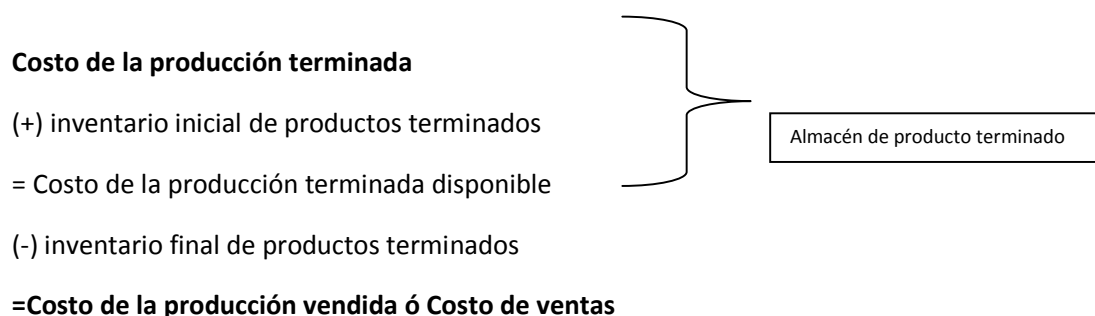 Costo de la producción terminada
(+) inventario inicial de productos terminados
Almacén de producto terminado
= Costo de la producción terminada disponible
(-) inventario final de productos terminados
=Costo de la producción vendida ó Costo de ventas